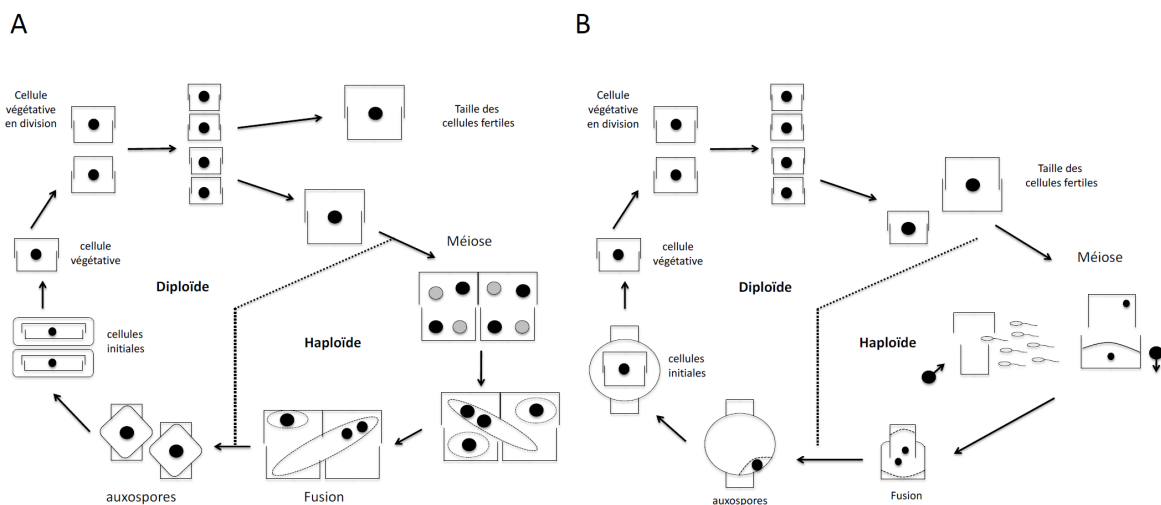 A
Cellule
végétative
en division
Taille des
cellules fertiles
cellule
végétative
Méiose
Diploïde
Haploïde
cellules
initiales
auxospores
Fusion
B
Cellule
végétative
en division
Taille des
cellules fertiles
cellule
végétative
Méiose
Diploïde
Haploïde
cellules
initiales
auxospores
Fusion